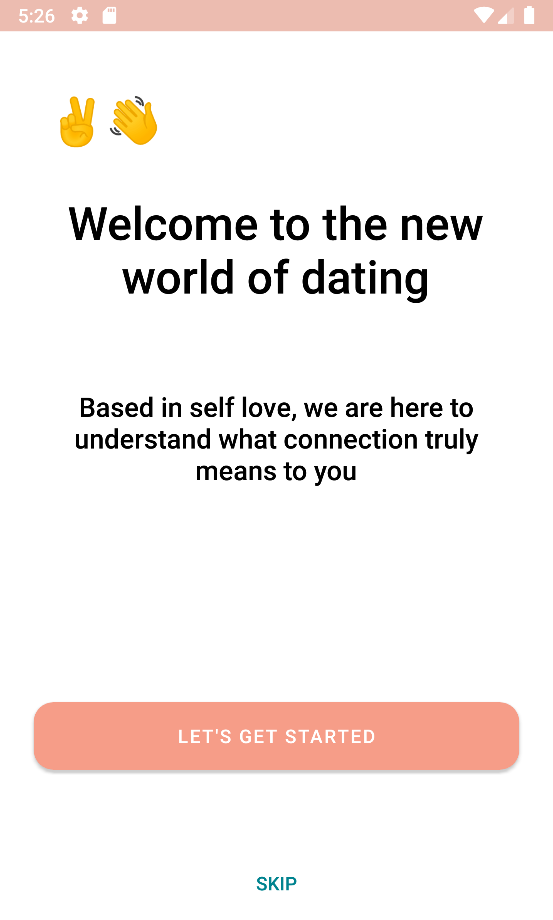 5:26
Welcome to the new
world of dating
Based in self love, we are here to
understand what connection truly
means to you
LET'S GET STARTED
SKIP